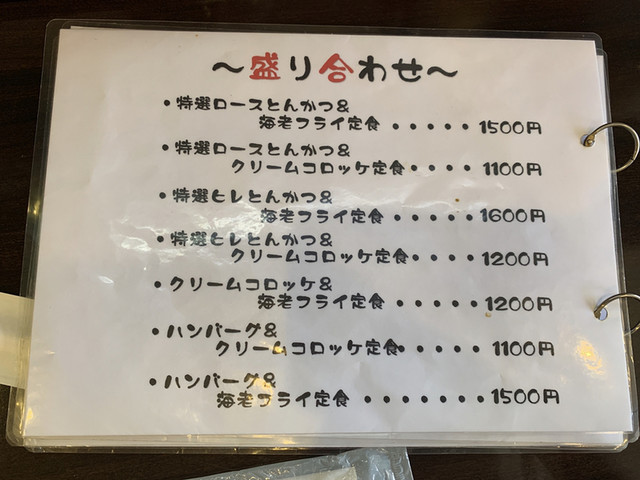 ～盛り合わせ～
・特選ロースとんかつ&
海老フライ定食・・・・・1500円
・特選ロースとんかつ&
クリームコロッケ定食・・・・1100円
・特選ヒレとんかつ&
海老フライ定食・・・・・1600円
・特選ヒレとんかつ&
クリームコロッケ定食・・・・1200円
・クリームコロッケ&
海老フライ定食・・・・・1200円
・ハンバーグ&
クリームコロッケ定食・・・・・1100円
・ハンバーグ&
海老フライ定食・・・・・・・1500円